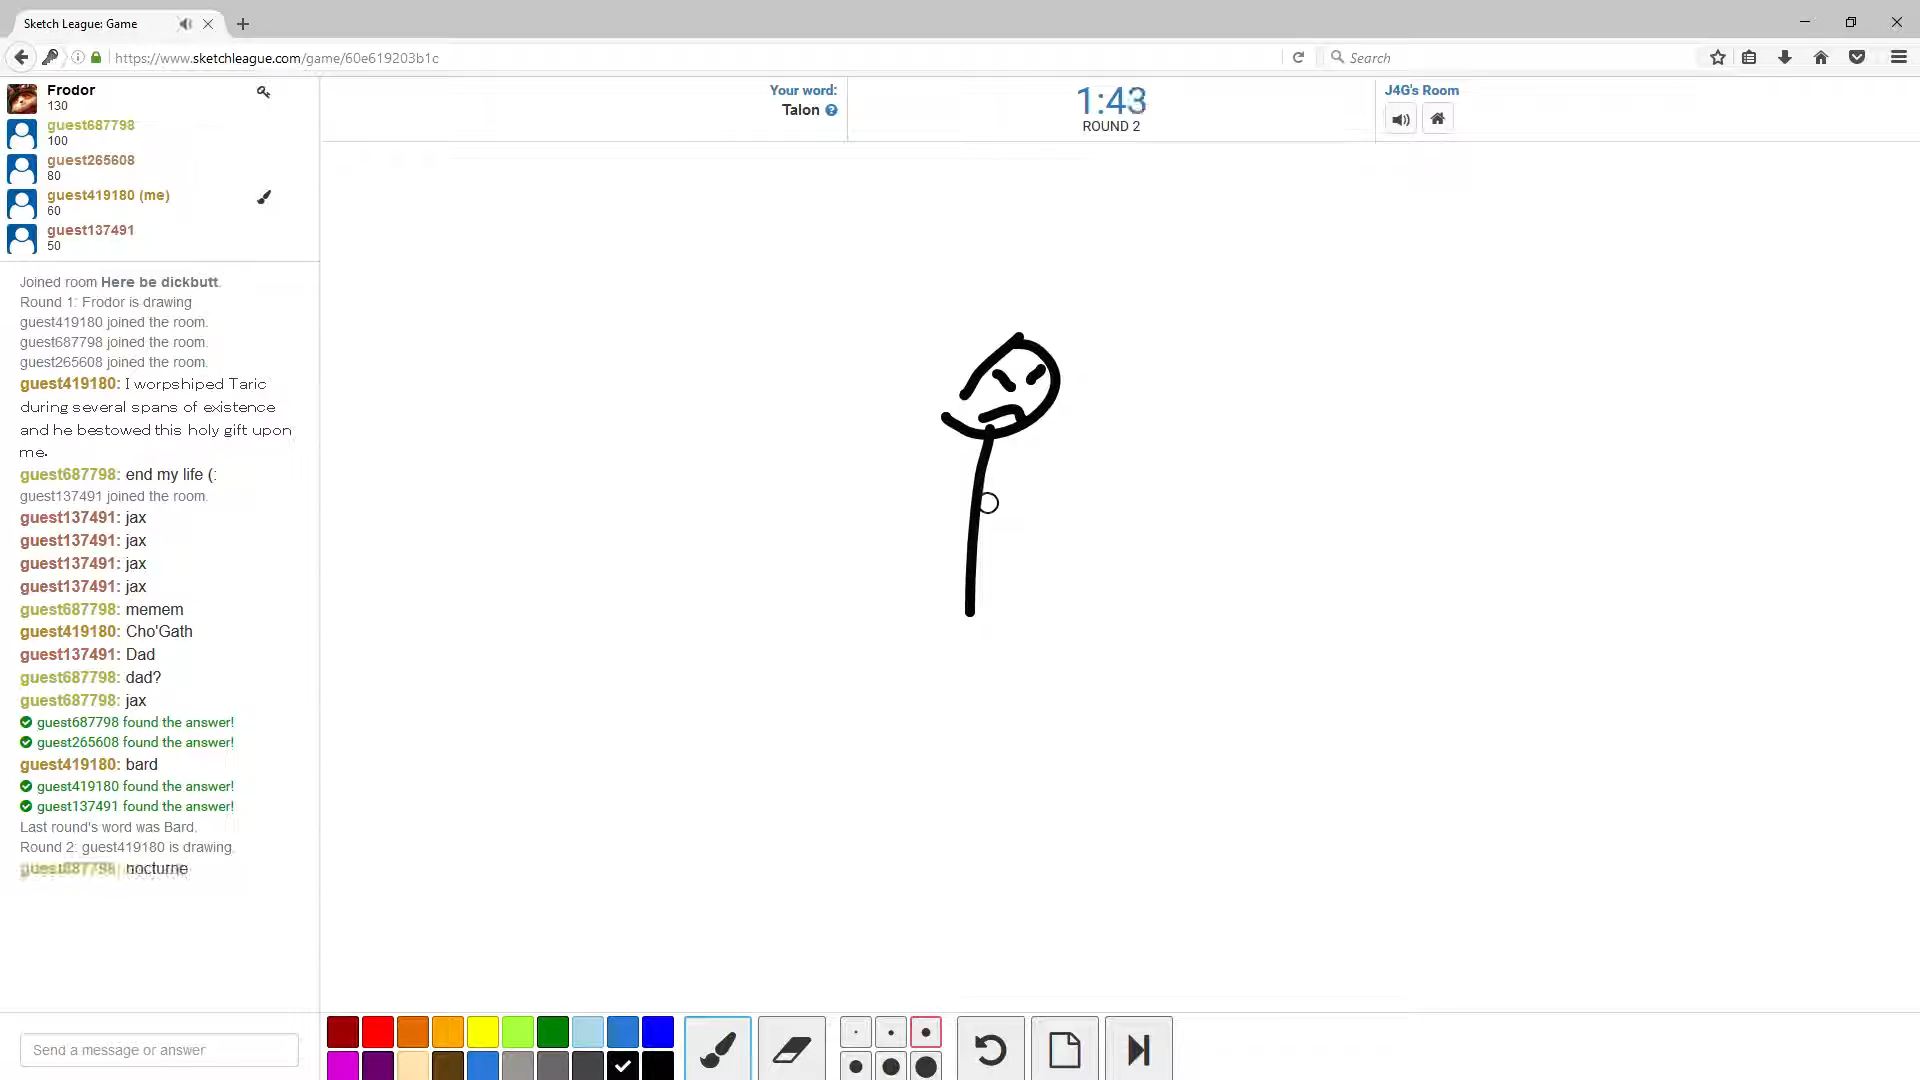 Sketch League: Game
https://www.sketchleague.com/game/60e619203b1c
Search
Frodor
130
guest687798
100
guest265608
80
guest419180 (me)
60
guest137491
50
Your word:
Talon
1:43
ROUND 2
J4G's Room
Joined room Here be dickbutt.
Round 1: Frodor is drawing
guest419180 joined the room.
guest687798 joined the room.
guest265608 joined the room.
guest419180: I worpshiped Taric
during several spans of existence
and he bestowed this holy gift upon
me.
guest687798: end my life (:
guest137491 joined the room.
guest137491: jax
guest137491: jax
guest137491: jax
guest137491: jax
guest687798: memem
guest419180: Cho'Gath
guest137491: Dad
guest687798: dad?
guest687798: jax
guest687798 found the answer!
guest265608 found the answer!
guest419180: bard
guest419180 found the answer!
guest137491 found the answer!
Last round's word was Bard.
Round 2: guest419180 is drawing.
nocturne
Send a message or answer